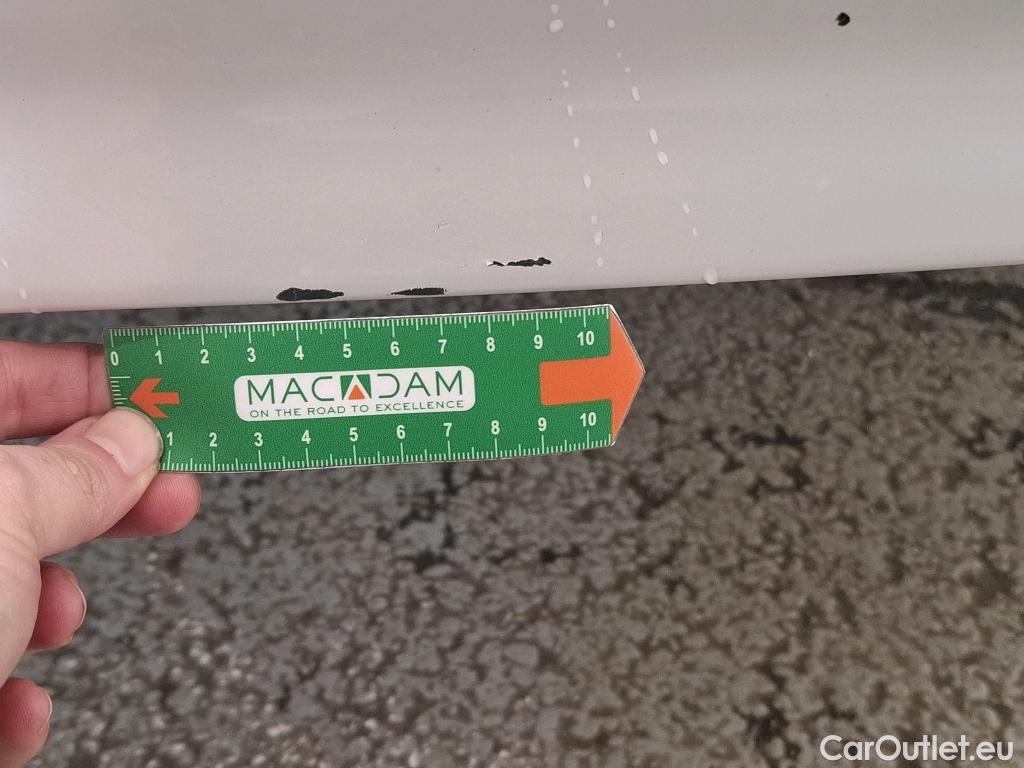 0 1 2 3 4 5 6 7 8 9 10
MACADAM
ON THE ROAD TO EXCELLENCE
1 2 3 4 5 6 7 8 9 10
CarOutlet.eu